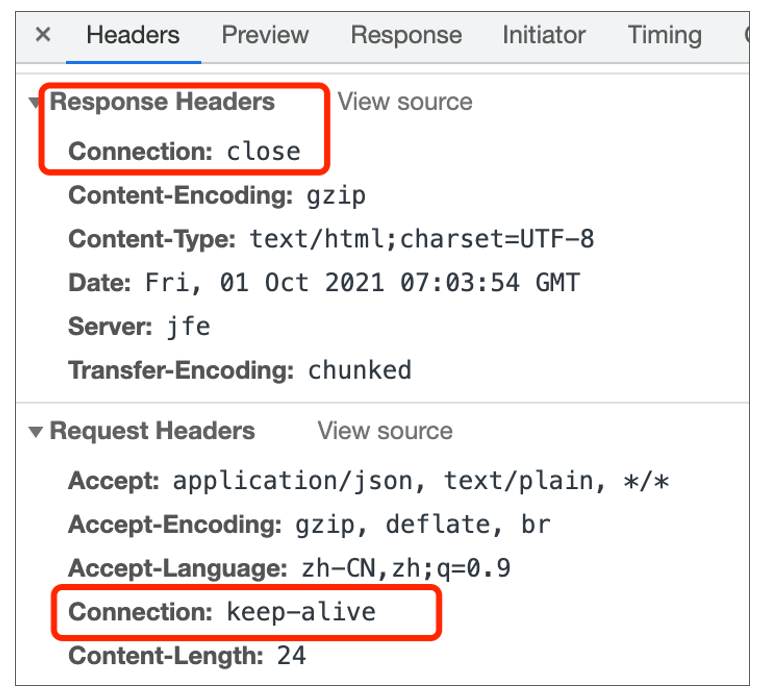 × Headers Preview Response Initiator Timing
▼ Response Headers View source
Connection: close
Content-Encoding: gzip
Content-Type: text/html;charset=UTF-8
Date: Fri, 01 Oct 2021 07:03:54 GMT
Server: jfe
Transfer-Encoding: chunked
▼ Request Headers View source
Accept: application/json, text/plain, */*
Accept-Encoding: gzip, deflate, br
Accept-Language: zh-CN,zh;q=0.9
Connection: keep-alive
Content-Length: 24